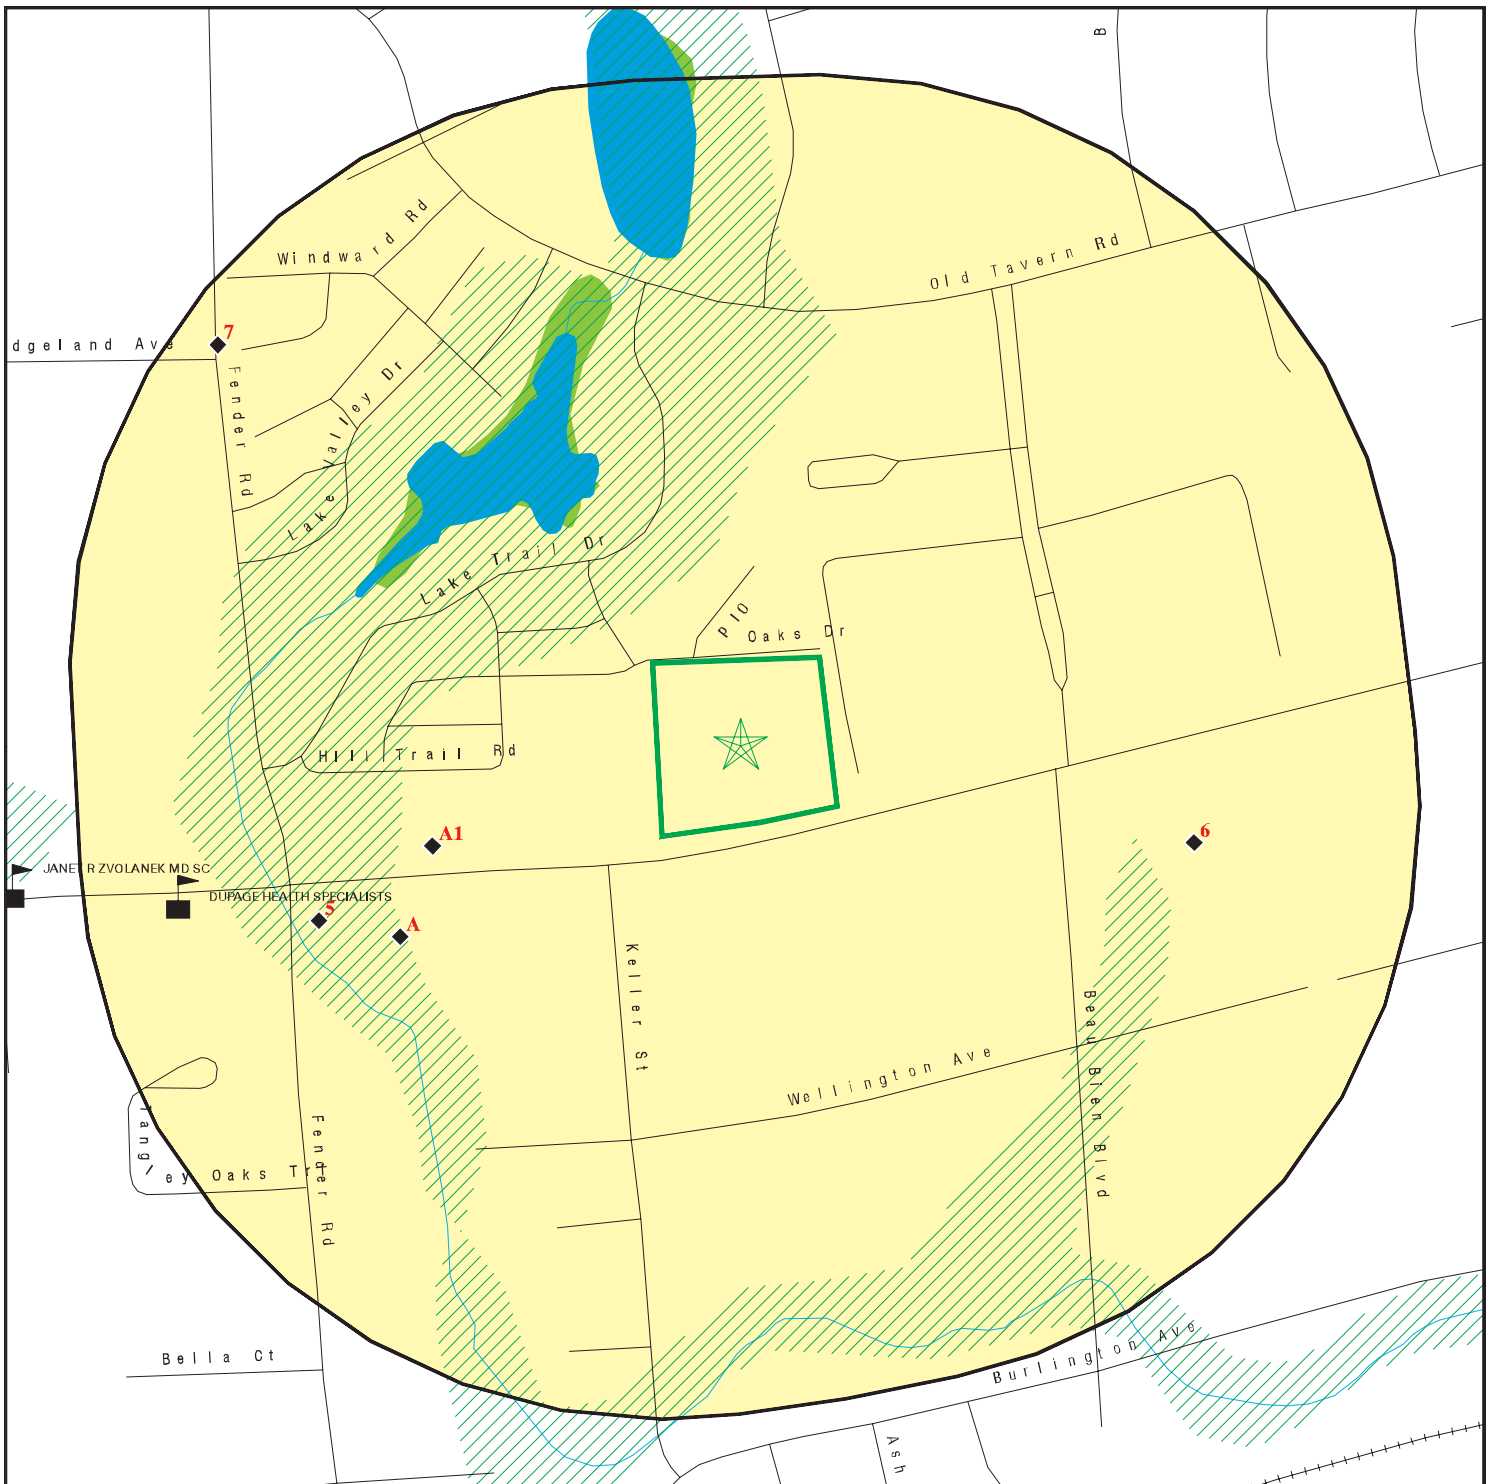 B
Windward Rd
Old Tavern Rd
7
dgeland Ave
Fender Rd
Lake Valley Dr
Lake Trail Dr
Old
Oaks Dr
Hill Trail Rd
A1
6
JANET R ZVOLANEK MD SC
DUPAGE HEALTH SPECIALISTS
5
A
Keller St
Beau Bien Blvd
Wellington Ave
Tangley Oaks Trl
Fender Rd
Bella Ct
Burlington Ave
Ash